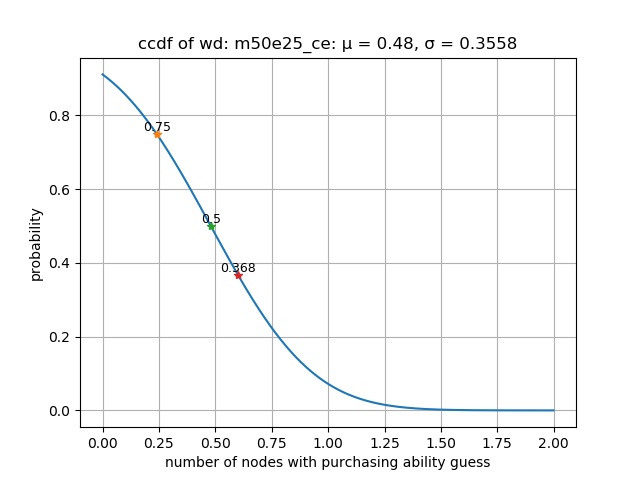 ccdf of wd: m50e25_ce: μ = 0.48, σ = 0.3558
0.8
0.6
0.4
0.2
0.0
probability
0.75
0.5
0.368
0.00 0.25 0.50 0.75 1.00 1.25 1.50 1.75 2.00
number of nodes with purchasing ability guess